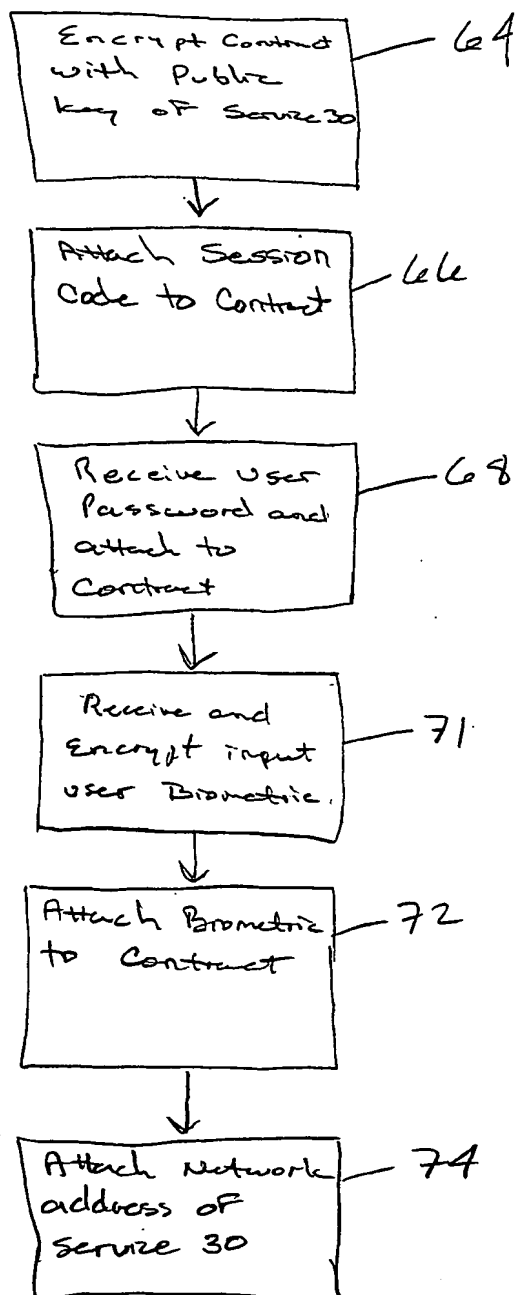 Encrypt Contract
with Public
key of Service 30
64
Attach Session
Code to Contract
66
Receive user
Password and
attach to
Contract
68
Receive and
Encrypt input
user Biometric.
71
Attach Biometric
to Contract
72
Attach Network
address of
Service 30
74